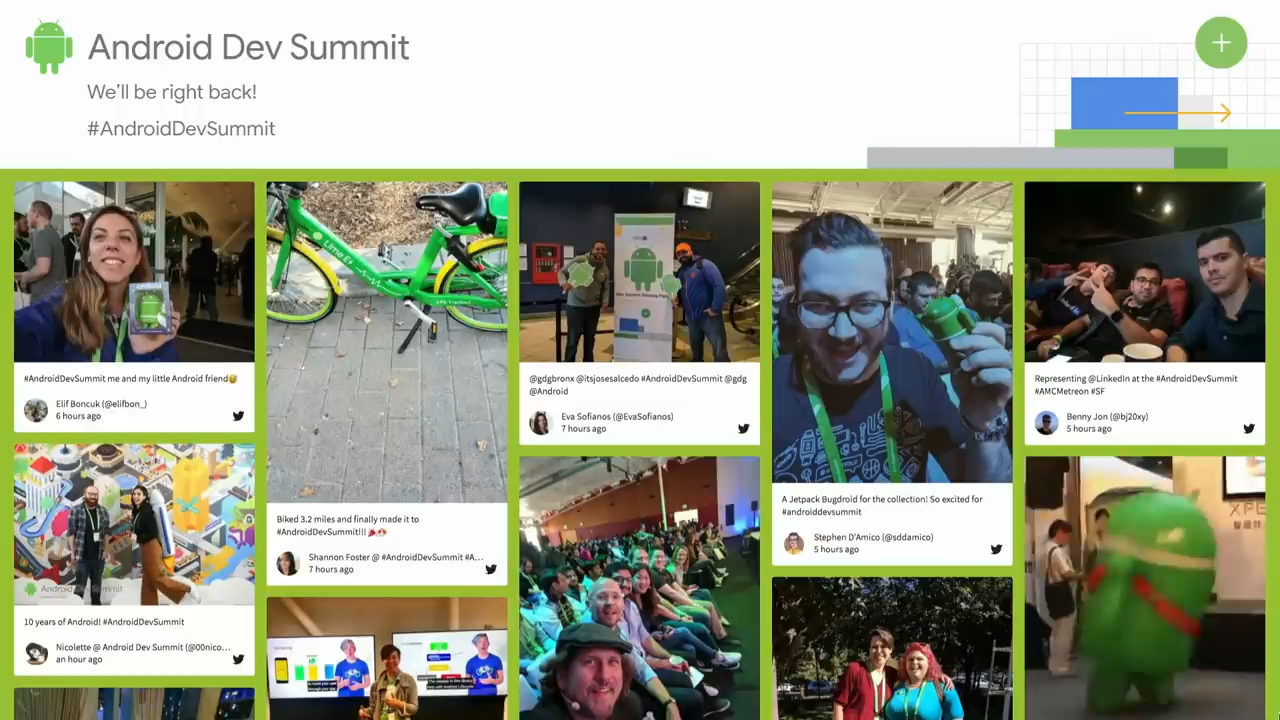 Android Dev Summit
We'll be right back!
#AndroidDevSummit
#AndroidDevSummit me and my little Android friend😅
Elif Boncuk (@elifbon_)
6 hours ago
10 years of Android! #AndroidDevSummit
Nicolette @ Android Dev Summit (@00nico...
an hour ago
Lime-E
Biked 3.2 miles and finally made it to
#AndroidDevSummit!!! 🎉
Shannon Foster @ #AndroidDevSummit #A...
7 hours ago
@gdgbronx @itsjosesalcedo #AndroidDevSummit @gdg
@Android
Eva Sofianos (@EvaSofianos)
7 hours ago
A Jetpack Bugdroid for the collection! So excited for
#androiddevsummit
Stephen D'Amico (@sddamico)
5 hours ago
Representing @LinkedIn at the #AndroidDevSummit
#AMCMetreon #SF
Benny Jon (@bj20xy)
5 hours ago